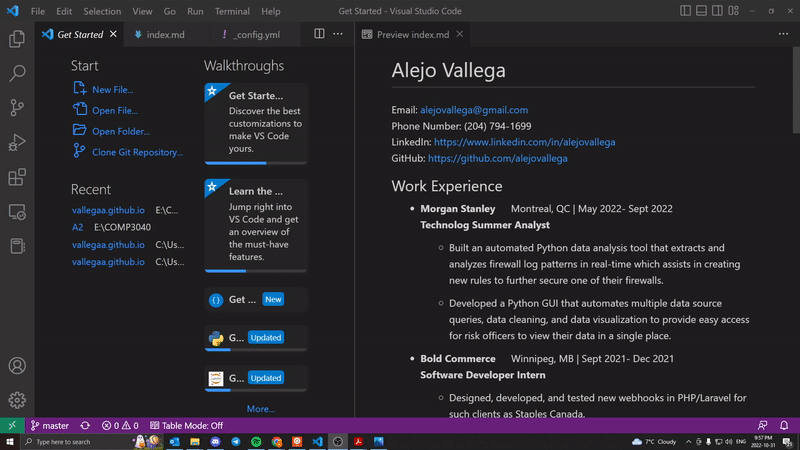 File Edit Selection View Go Run Terminal Help Get Started - Visual Studio Code
Get Started index.md _config.yml
Preview index.md
Start
New File...
Open File...
Open Folder...
Clone Git Repository...
Recent
vallegaa.github.io E:\C...
A2 E:\COMP3040
vallegaa.github.io C:\Us...
vallegaa.github.io C:\Us...
Walkthroughs
Get Starte...
Discover the best
customizations to
make VS Code
yours.
Learn the ...
Jump right into
VS Code and get
an overview of
the must-have
features.
Get ... New
G... Updated
G... Updated
More...
Alejo Vallega
Email: alejovallega@gmail.com
Phone Number: (204) 794-1699
LinkedIn: https://www.linkedin.com/in/alejovallega
GitHub: https://github.com/alejovallega
Work Experience
Morgan Stanley Montreal, QC | May 2022- Sept 2022
Technolog Summer Analyst
Built an automated Python data analysis tool that extracts and
analyzes firewall log patterns in real-time which assists in creating
new rules to further secure one of their firewalls.
Developed a Python GUI that automates multiple data source
queries, data cleaning, and data visualization to provide easy access
for risk officers to view their data in a single place.
Bold Commerce Winnipeg, MB | Sept 2021- Dec 2021
Software Developer Intern
Designed, developed, and tested new webhooks in PHP/Laravel for
such clients as Staples Canada.
master 0 0 Table Mode: Off
Type here to search
7°C Cloudy ENG 9:57 PM
2022-10-31